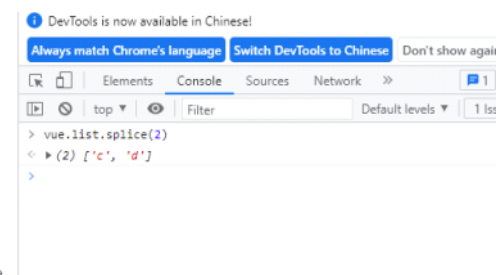 DevTools is now available in Chinese!
Always match Chrome's language Switch DevTools to Chinese Don't show again
Elements Console Sources Network » 1
top ▼ Filter Default levels ▼ 1 Iss
> vue.list.splice(2)
< ▶ (2) ['c', 'd']
>